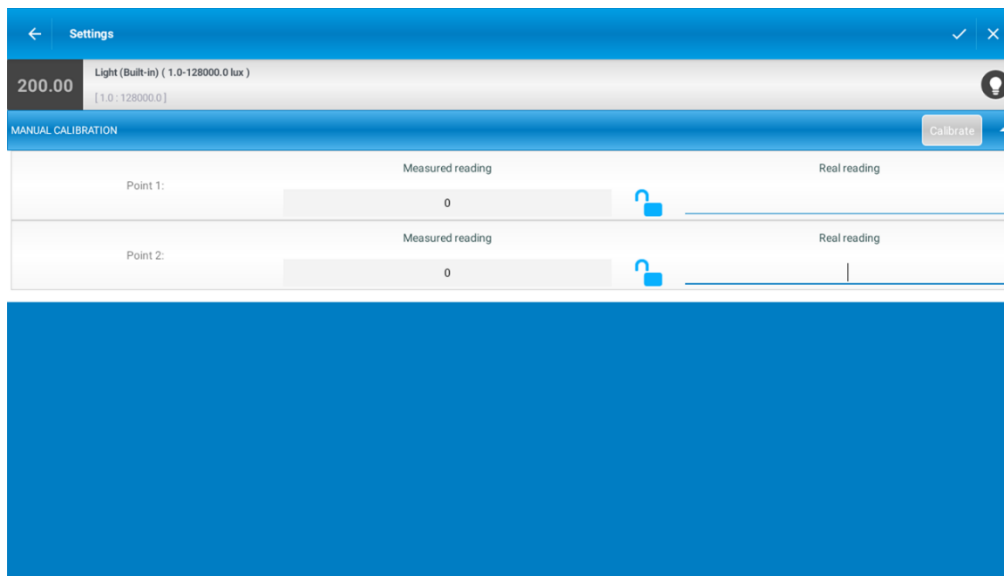 Settings
200.00
Light (Built-in) ( 1.0-128000.0 lux )
[ 1.0 : 128000.0 ]
MANUAL CALIBRATION
Calibrate
Measured reading
Real reading
Point 1:
0
Measured reading
Real reading
Point 2:
0